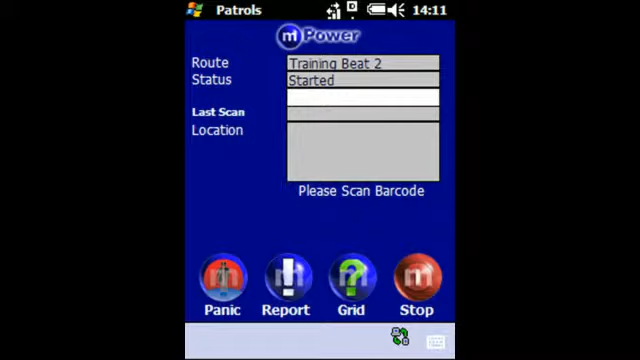 Patrols 14:11
m Power
Route Training Beat 2
Status Started
Last Scan
Location
Please Scan Barcode
Panic Report Grid Stop